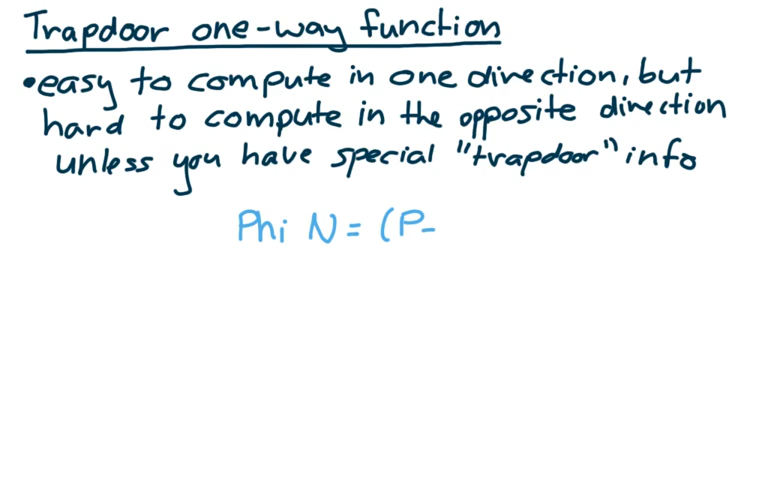 Trapdoor one-way function
•easy to compute in one direction, but
hard to compute in the opposite direction
unless you have special "trapdoor" info
Phi N = (P-